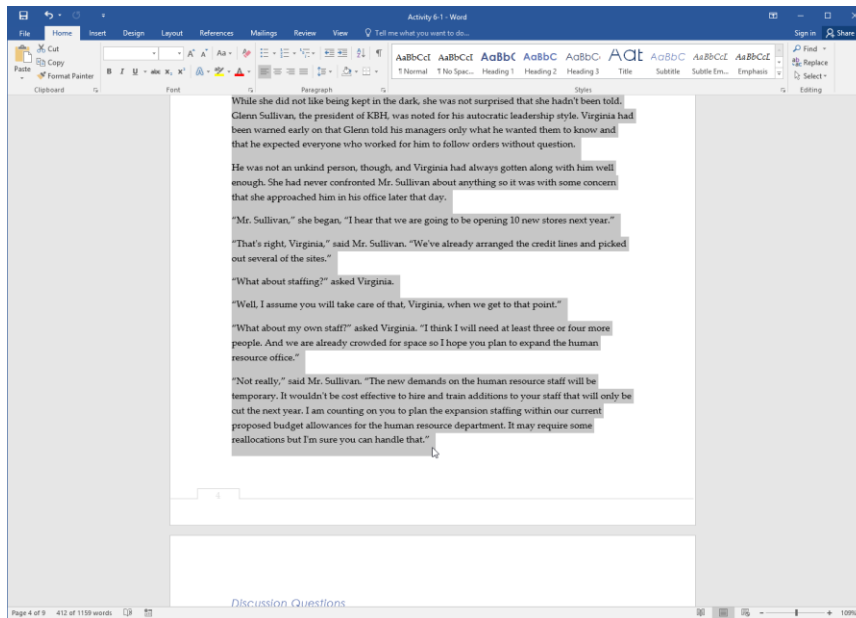 Activity 6-1 - Word
File Home Insert Design Layout References Mailings Review View Tell me what you want to do... Sign in Share
Paste
Cut
Copy
Format Painter
B I U abc X, X² Aa A A A
AaBbCcI AaBbCcI AaBb( AaBbC AaBbC AaI AaBbC AaBbCcL AaBbCcL
¶ Normal ¶ No Spac... Heading 1 Heading 2 Heading 3 Title Subtitle Subtle Em... Emphasis
Find
Replace
Select
Clipboard Font Paragraph Styles Editing
While she did not like being kept in the dark, she was not surprised that she hadn't been told.
Glenn Sullivan, the president of KBH, was noted for his autocratic leadership style. Virginia had
been warned early on that Glenn told his managers only what he wanted them to know and
that he expected everyone who worked for him to follow orders without question.
He was not an unkind person, though, and Virginia had always gotten along with him well
enough. She had never confronted Mr. Sullivan about anything so it was with some concern
that she approached him in his office later that day.
“Mr. Sullivan,” she began, “I hear that we are going to be opening 10 new stores next year.”
“That's right, Virginia,” said Mr. Sullivan. “We've already arranged the credit lines and picked
out several of the sites.”
“What about staffing?” asked Virginia.
“Well, I assume you will take care of that, Virginia, when we get to that point.”
“What about my own staff?” asked Virginia. “I think I will need at least three or four more
people. And we are already crowded for space so I hope you plan to expand the human
resource office.”
“Not really,” said Mr. Sullivan. “The new demands on the human resource staff will be
temporary. It wouldn't be cost effective to hire and train additions to your staff that will only be
cut the next year. I am counting on you to plan the expansion staffing within our current
proposed budget allowances for the human resource department. It may require some
reallocations but I'm sure you can handle that.”
Discussion Questions
Page 4 of 9 412 of 1159 words 109%